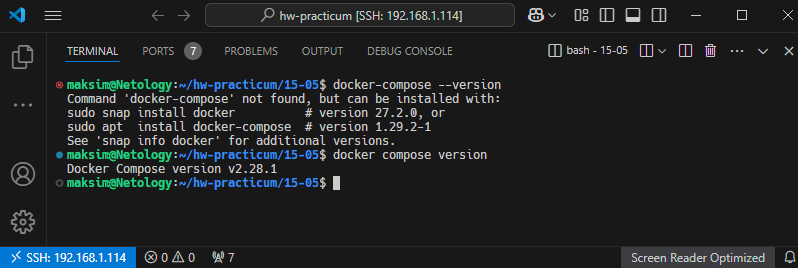 hw-practicum [SSH: 192.168.1.114]
TERMINAL PORTS 7 PROBLEMS OUTPUT DEBUG CONSOLE bash - 15-05
maksim@Netology:~/hw-practicum/15-05$ docker-compose --version
Command 'docker-compose' not found, but can be installed with:
sudo snap install docker          # version 27.2.0, or
sudo apt  install docker-compose  # version 1.29.2-1
See 'snap info docker' for additional versions.
maksim@Netology:~/hw-practicum/15-05$ docker compose version
Docker Compose version v2.28.1
maksim@Netology:~/hw-practicum/15-05$
SSH: 192.168.1.114 0 0 7 Screen Reader Optimized